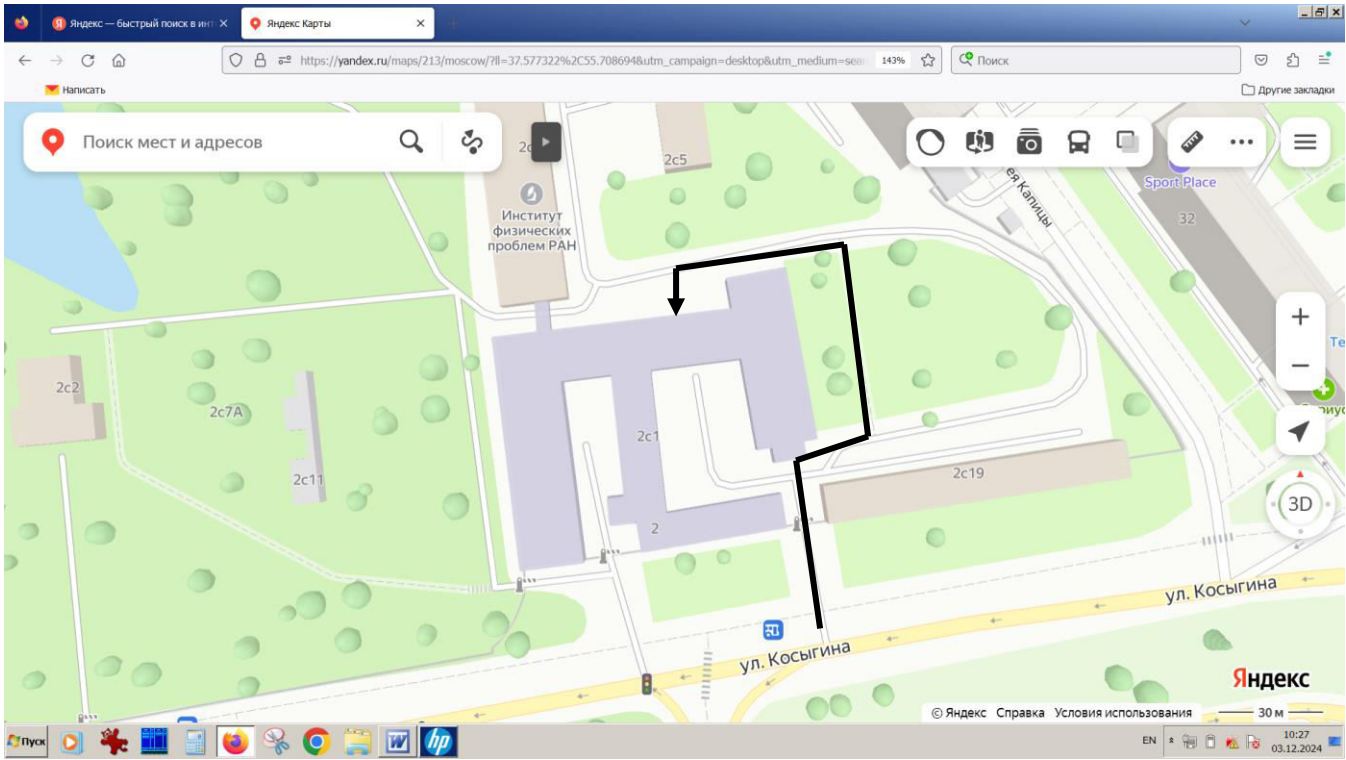 Яндекс — быстрый поиск в инт
Яндекс Карты
https://yandex.ru/maps/213/moscow/?ll=37.577322%2C55.708694&utm_campaign=desktop&utm_medium=sear
143%
Поиск
Написать
Другие закладки
Поиск мест и адресов
2с5
Sport Place
32
ея Капицы
Институт
физических
проблем РАН
2с2
2с7А
2с1
2с11
2с19
2
3D
ул. Косыгина
ул. Косыгина
Яндекс
© Яндекс Справка Условия использования
30 м
Пуск
EN
10:27
03.12.2024